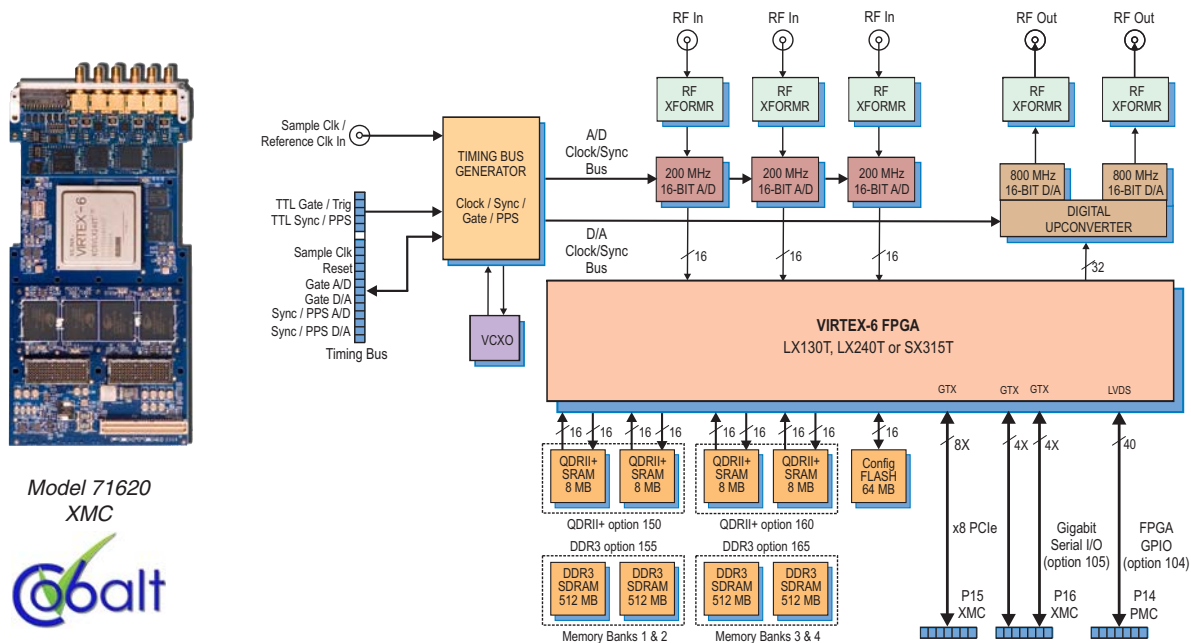 RF In
RF In
RF In
RF Out
RF Out
RF
XFORMR
RF
XFORMR
RF
XFORMR
RF
XFORMR
RF
XFORMR
Sample Clk /
Reference Clk In
TIMING BUS
GENERATOR
Clock / Sync /
Gate / PPS
A/D
Clock/Sync
Bus
200 MHz
16-BIT A/D
200 MHz
16-BIT A/D
200 MHz
16-BIT A/D
800 MHz
16-BIT D/A
800 MHz
16-BIT D/A
DIGITAL
UPCONVERTER
TTL Gate / Trig
TTL Sync / PPS
Sample Clk
Reset
Gate A/D
Gate D/A
Sync / PPS A/D
Sync / PPS D/A
Timing Bus
D/A
Clock/Sync
Bus
VCXO
16
16
16
32
VIRTEX-6 FPGA
LX130T, LX240T or SX315T
GTX
GTX
GTX
LVDS
16
16
16
16
16
16
16
16
16
8X
4X
4X
40
QDRII+
SRAM
8 MB
QDRII+
SRAM
8 MB
QDRII+
SRAM
8 MB
QDRII+
SRAM
8 MB
Config
FLASH
64 MB
QDRII+ option 150
QDRII+ option 160
DDR3 option 155
DDR3 option 165
DDR3
SDRAM
512 MB
DDR3
SDRAM
512 MB
DDR3
SDRAM
512 MB
DDR3
SDRAM
512 MB
Memory Banks 1 & 2
Memory Banks 3 & 4
x8 PCIe
Gigabit
Serial I/O
(option 105)
FPGA
GPIO
(option 104)
P15
XMC
P16
XMC
P14
PMC
VIRTEX-6
Model 71620
XMC
Cobalt